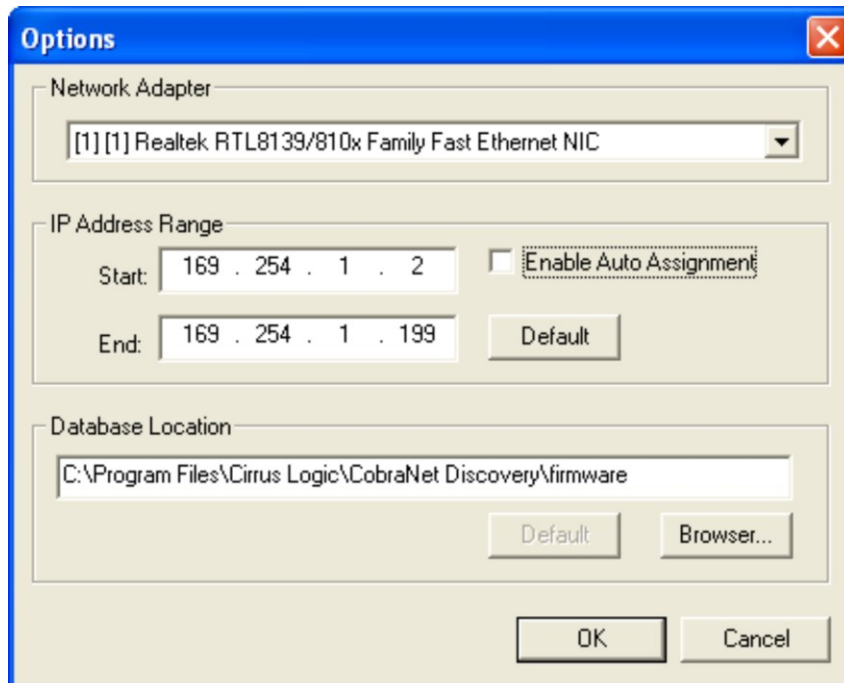 Options
Network Adapter
[1] [1] Realtek RTL8139/810x Family Fast Ethernet NIC
IP Address Range
Start: 169 . 254 . 1 . 2 Enable Auto Assignment
End: 169 . 254 . 1 . 199 Default
Database Location
C:\Program Files\Cirrus Logic\CobraNet Discovery\firmware
Default Browser...
OK Cancel